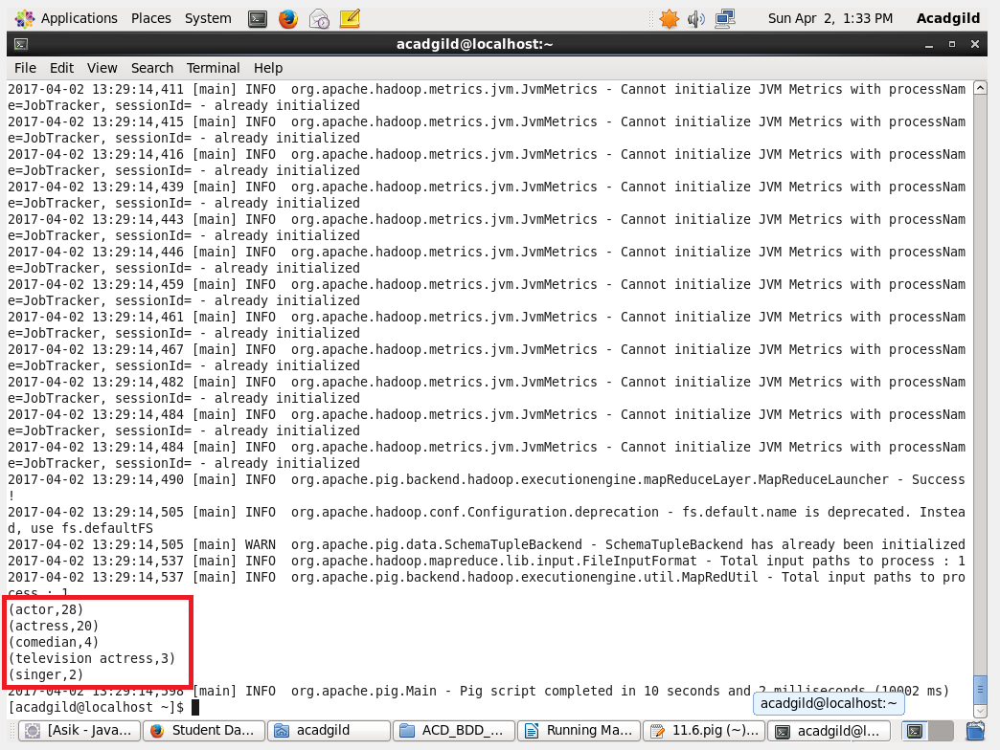 Applications Places System Sun Apr 2, 1:33 PM Acadgild
acadgild@localhost:~
File Edit View Search Terminal Help
2017-04-02 13:29:14,411 [main] INFO  org.apache.hadoop.metrics.jvm.JvmMetrics - Cannot initialize JVM Metrics with processNam
e=JobTracker, sessionId= - already initialized
2017-04-02 13:29:14,415 [main] INFO  org.apache.hadoop.metrics.jvm.JvmMetrics - Cannot initialize JVM Metrics with processNam
e=JobTracker, sessionId= - already initialized
2017-04-02 13:29:14,416 [main] INFO  org.apache.hadoop.metrics.jvm.JvmMetrics - Cannot initialize JVM Metrics with processNam
e=JobTracker, sessionId= - already initialized
2017-04-02 13:29:14,439 [main] INFO  org.apache.hadoop.metrics.jvm.JvmMetrics - Cannot initialize JVM Metrics with processNam
e=JobTracker, sessionId= - already initialized
2017-04-02 13:29:14,443 [main] INFO  org.apache.hadoop.metrics.jvm.JvmMetrics - Cannot initialize JVM Metrics with processNam
e=JobTracker, sessionId= - already initialized
2017-04-02 13:29:14,446 [main] INFO  org.apache.hadoop.metrics.jvm.JvmMetrics - Cannot initialize JVM Metrics with processNam
e=JobTracker, sessionId= - already initialized
2017-04-02 13:29:14,459 [main] INFO  org.apache.hadoop.metrics.jvm.JvmMetrics - Cannot initialize JVM Metrics with processNam
e=JobTracker, sessionId= - already initialized
2017-04-02 13:29:14,461 [main] INFO  org.apache.hadoop.metrics.jvm.JvmMetrics - Cannot initialize JVM Metrics with processNam
e=JobTracker, sessionId= - already initialized
2017-04-02 13:29:14,467 [main] INFO  org.apache.hadoop.metrics.jvm.JvmMetrics - Cannot initialize JVM Metrics with processNam
e=JobTracker, sessionId= - already initialized
2017-04-02 13:29:14,482 [main] INFO  org.apache.hadoop.metrics.jvm.JvmMetrics - Cannot initialize JVM Metrics with processNam
e=JobTracker, sessionId= - already initialized
2017-04-02 13:29:14,484 [main] INFO  org.apache.hadoop.metrics.jvm.JvmMetrics - Cannot initialize JVM Metrics with processNam
e=JobTracker, sessionId= - already initialized
2017-04-02 13:29:14,484 [main] INFO  org.apache.hadoop.metrics.jvm.JvmMetrics - Cannot initialize JVM Metrics with processNam
e=JobTracker, sessionId= - already initialized
2017-04-02 13:29:14,490 [main] INFO  org.apache.pig.backend.hadoop.executionengine.mapReduceLayer.MapReduceLauncher - Success
!
2017-04-02 13:29:14,505 [main] INFO  org.apache.hadoop.conf.Configuration.deprecation - fs.default.name is deprecated. Instea
d, use fs.defaultFS
2017-04-02 13:29:14,505 [main] WARN  org.apache.pig.data.SchemaTupleBackend - SchemaTupleBackend has already been initialized
2017-04-02 13:29:14,537 [main] INFO  org.apache.hadoop.mapreduce.lib.input.FileInputFormat - Total input paths to process : 1
2017-04-02 13:29:14,537 [main] INFO  org.apache.pig.backend.hadoop.executionengine.util.MapRedUtil - Total input paths to pro
cess : 1
(actor,28)
(actress,20)
(comedian,4)
(television actress,3)
(singer,2)
2017-04-02 13:29:14,598 [main] INFO  org.apache.pig.Main - Pig script completed in 10 seconds and 2 milliseconds (10002 ms)
[acadgild@localhost ~]$
acadgild@localhost:~
[Asik - Java... Student Da... acadgild ACD_BDD_... Running Ma... 11.6.pig (~)... acadgild@l...